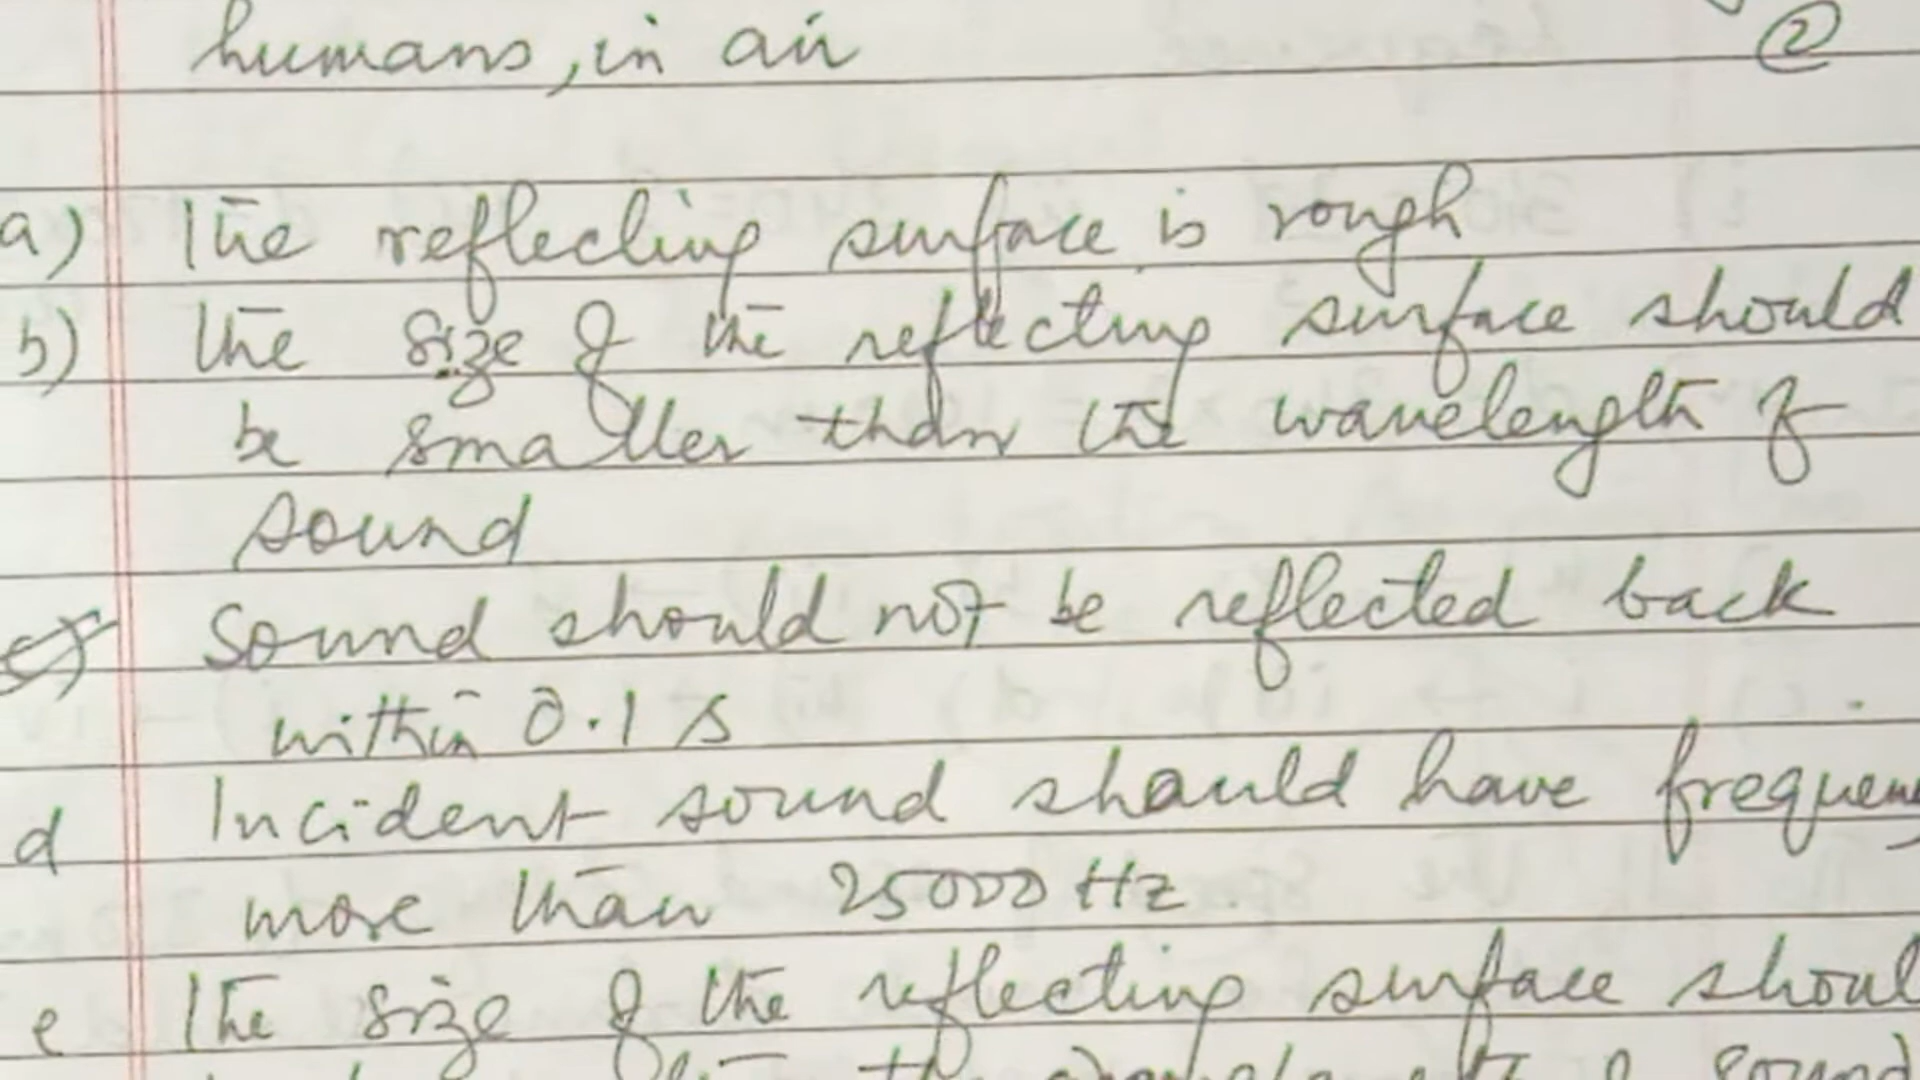 humans, in air
②
a) The reflecting surface is rough
b) The size of the reflecting surface should
be smaller than the wavelength of
sound
c) Sound should not be reflected back
within 0.1 s
d Incident sound should have
more than 25000 Hz.
e The size of the reflecting surface
sound